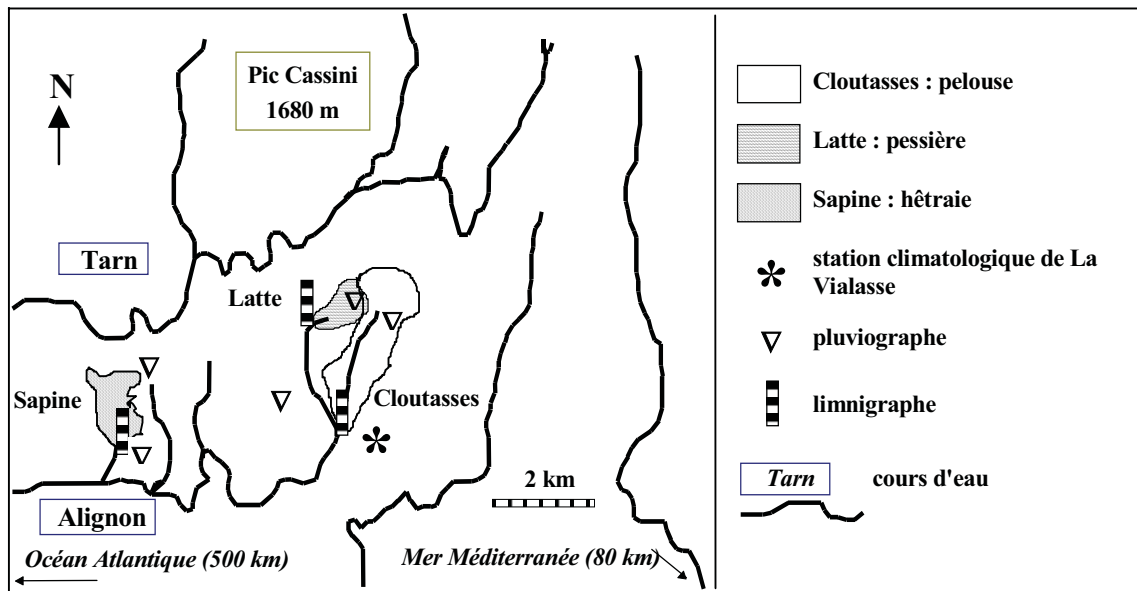 Pic Cassini
1680 m
N
Tarn
Latte
Sapine
Cloutasses
2 km
Alignon
Océan Atlantique (500 km)
Mer Méditerranée (80 km)
Cloutasses : pelouse
Latte : pessière
Sapine : hêtraie
station climatologique de La
Vialasse
pluviographe
limnigraphe
Tarn
cours d'eau